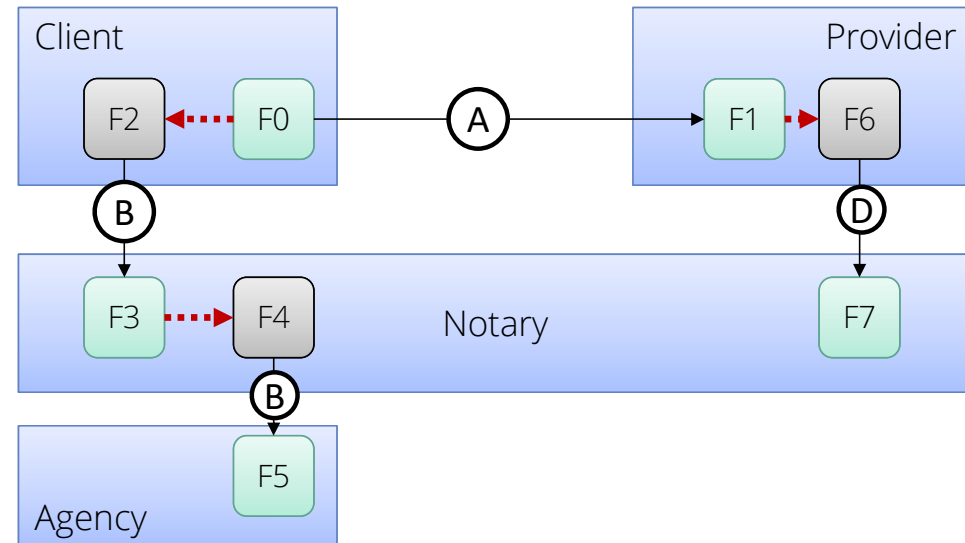 Client
Provider
F2
F0
A
F1
F6
B
D
F3
F4
Notary
F7
B
F5
Agency